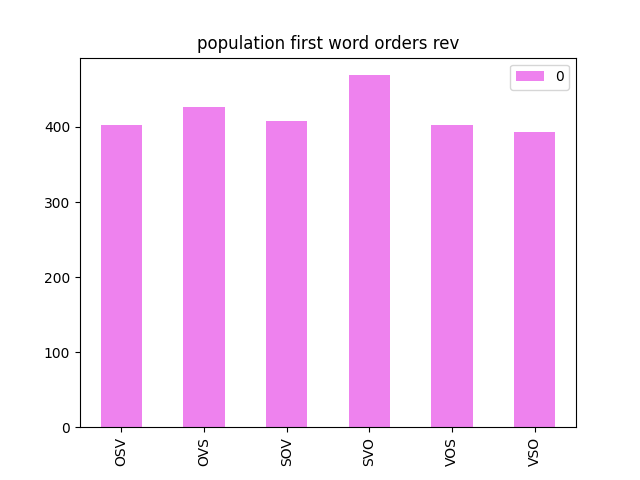 population first word orders rev
0
400
300
200
100
0
OSV
OVS
SOV
SVO
VOS
VSO